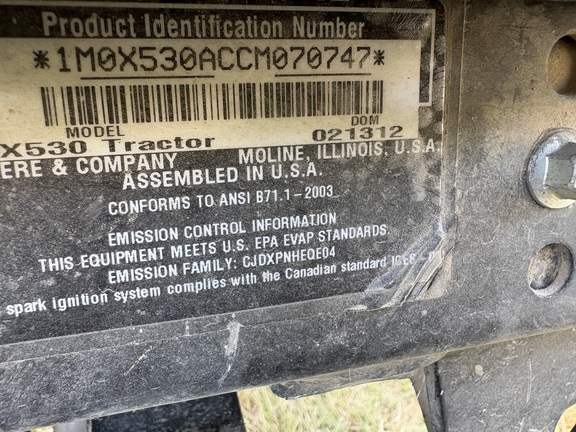 Product Identification Number
*1M0X530ACCM070747*
MODEL DOM
X530 Tractor 021312
ERE & COMPANY MOLINE, ILLINOIS, U.S.A.
ASSEMBLED IN U.S.A.
CONFORMS TO ANSI B71.1-2003
EMISSION CONTROL INFORMATION
THIS EQUIPMENT MEETS U.S. EPA EVAP STANDARDS.
EMISSION FAMILY: CJDXPNHEQE04
spark ignition system complies with the Canadian standard